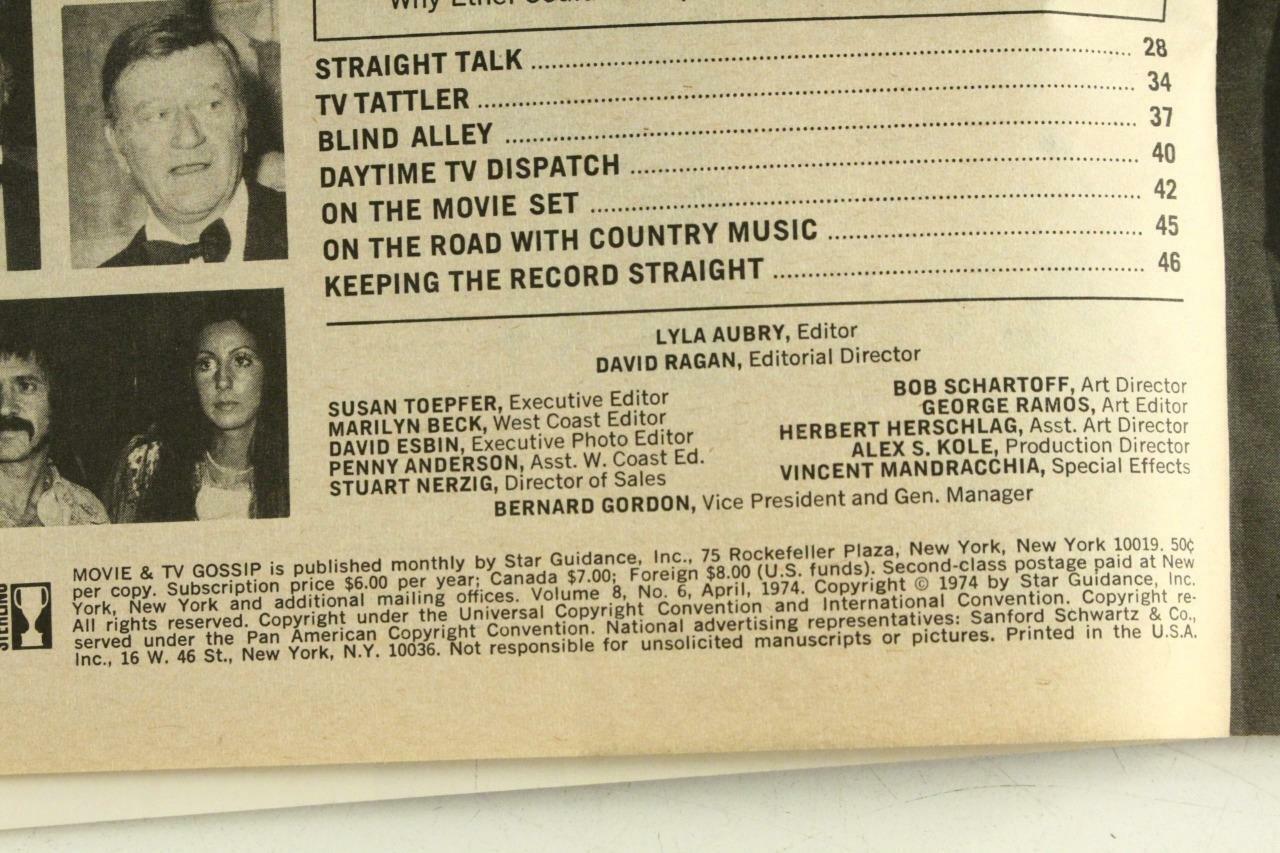 Why Ethel
STRAIGHT TALK ........ 28
TV TATTLER ........ 34
BLIND ALLEY ........ 37
DAYTIME TV DISPATCH ........ 40
ON THE MOVIE SET ........ 42
ON THE ROAD WITH COUNTRY MUSIC ........ 45
KEEPING THE RECORD STRAIGHT ........ 46
LYLA AUBRY, Editor
DAVID RAGAN, Editorial Director
SUSAN TOEPFER, Executive Editor
MARILYN BECK, West Coast Editor
DAVID ESBIN, Executive Photo Editor
PENNY ANDERSON, Asst. W. Coast Ed.
STUART NERZIG, Director of Sales
BOB SCHARTOFF, Art Director
GEORGE RAMOS, Art Editor
HERBERT HERSCHLAG, Asst. Art Director
ALEX S. KOLE, Production Director
VINCENT MANDRACCHIA, Special Effects
BERNARD GORDON, Vice President and Gen. Manager
STERLING
MOVIE & TV GOSSIP is published monthly by Star Guidance, Inc., 75 Rockefeller Plaza, New York, New York 10019. 50¢
per copy. Subscription price $6.00 per year; Canada $7.00; Foreign $8.00 (U.S. funds). Second-class postage paid at New
York, New York and additional mailing offices. Volume 8, No. 6, April, 1974. Copyright © 1974 by Star Guidance, Inc.
All rights reserved. Copyright under the Universal Copyright Convention and International Convention. Copyright re-
served under the Pan American Copyright Convention. National advertising representatives: Sanford Schwartz & Co.,
Inc., 16 W. 46 St., New York, N.Y. 10036. Not responsible for unsolicited manuscripts or pictures. Printed in the U.S.A.